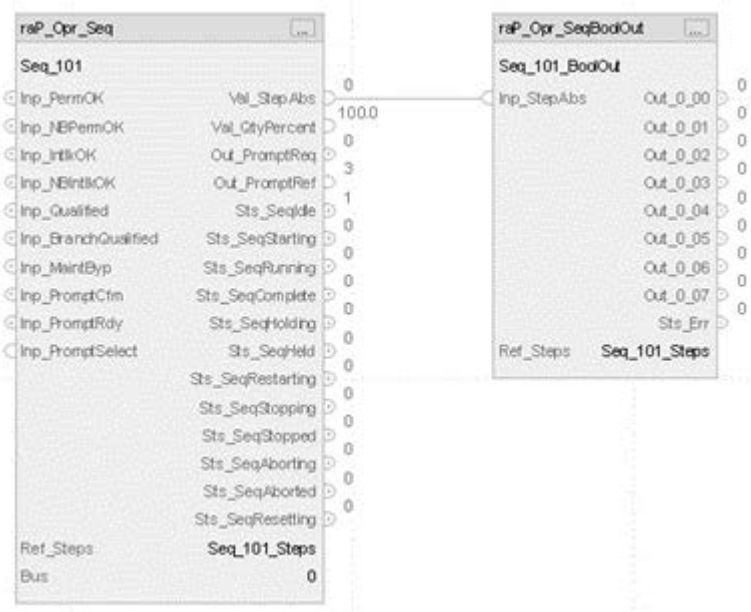 raP_Opr_Seq ...
Seq_101
Inp_PermOK Val_StepAbs 0
Inp_NBPermOK Val_QtyPercent 100.0
Inp_IntlkOK Out_PromptReq 0
Inp_NBIntlkOK Out_PromptRef 3
Inp_Qualified Sts_SeqIdle 1
Inp_BranchQualified Sts_SeqStarting 0
Inp_MaintByp Sts_SeqRunning 0
Inp_PromptCfm Sts_SeqComplete 0
Inp_PromptRdy Sts_SeqHolding 0
Inp_PromptSelect Sts_SeqHeld 0
Sts_SeqRestarting 0
Sts_SeqStopping 0
Sts_SeqStopped 0
Sts_SeqAborting 0
Sts_SeqAborted 0
Sts_SeqResetting 0
Ref_Steps Seq_101_Steps
Bus 0
raP_Opr_SeqBoolOut ...
Seq_101_BoolOut
Inp_StepAbs Out_0_00 0
Out_0_01 0
Out_0_02 0
Out_0_03 0
Out_0_04 0
Out_0_05 0
Out_0_06 0
Out_0_07 0
Sts_Err 0
Ref_Steps Seq_101_Steps